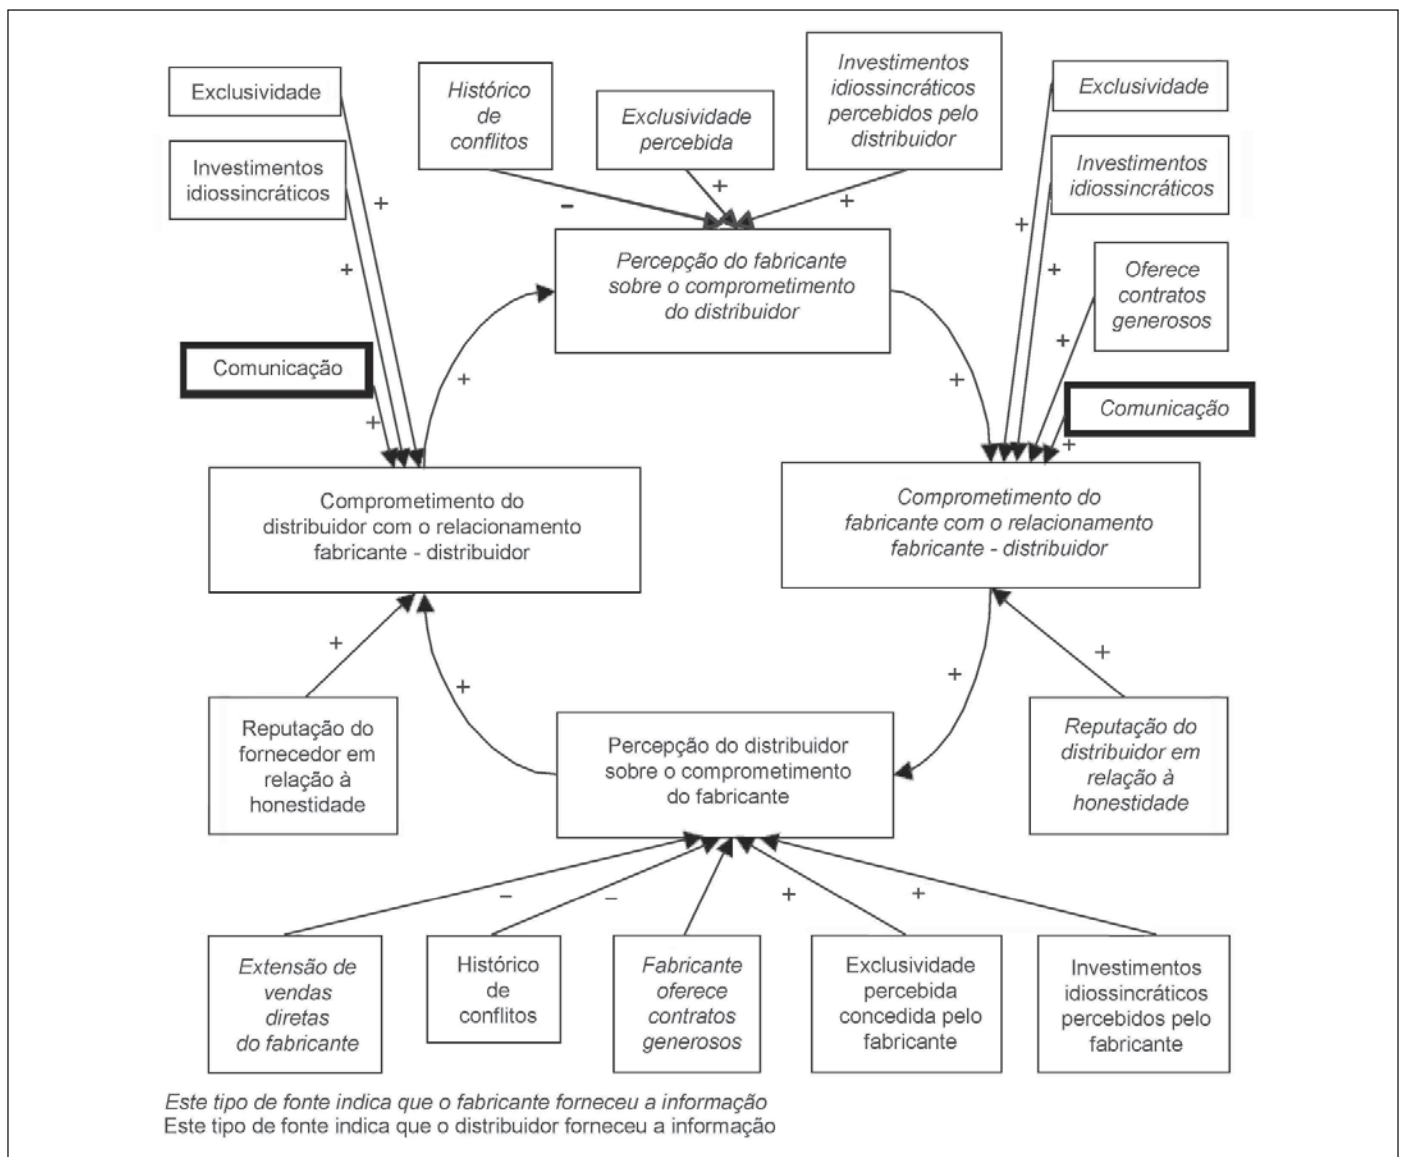 Exclusividade
Histórico
de
conflitos
Exclusividade
percebida
Investimentos
idiossincráticos
percebidos pelo
distribuidor
Exclusividade
Investimentos
idiossincráticos
Investimentos
idiossincráticos
+
–
+
+
+
+
+
Oferece
contratos
generosos
Percepção do fabricante
sobre o comprometimento
do distribuidor
+
Comunicação
+
+
+
Comunicação
+
+
Comprometimento do
distribuidor com o relacionamento
fabricante - distribuidor
Comprometimento do
fabricante com o relacionamento
fabricante - distribuidor
+
+
+
+
Reputação do
fornecedor em
relação à
honestidade
Percepção do distribuidor
sobre o comprometimento
do fabricante
Reputação do
distribuidor em
relação à
honestidade
–
–
+
+
Extensão de
vendas
diretas
do fabricante
Histórico
de
conflitos
Fabricante
oferece
contratos
generosos
Exclusividade
percebida
concedida pelo
fabricante
Investimentos
idiossincráticos
percebidos pelo
fabricante
Este tipo de fonte indica que o fabricante forneceu a informação
Este tipo de fonte indica que o distribuidor forneceu a informação